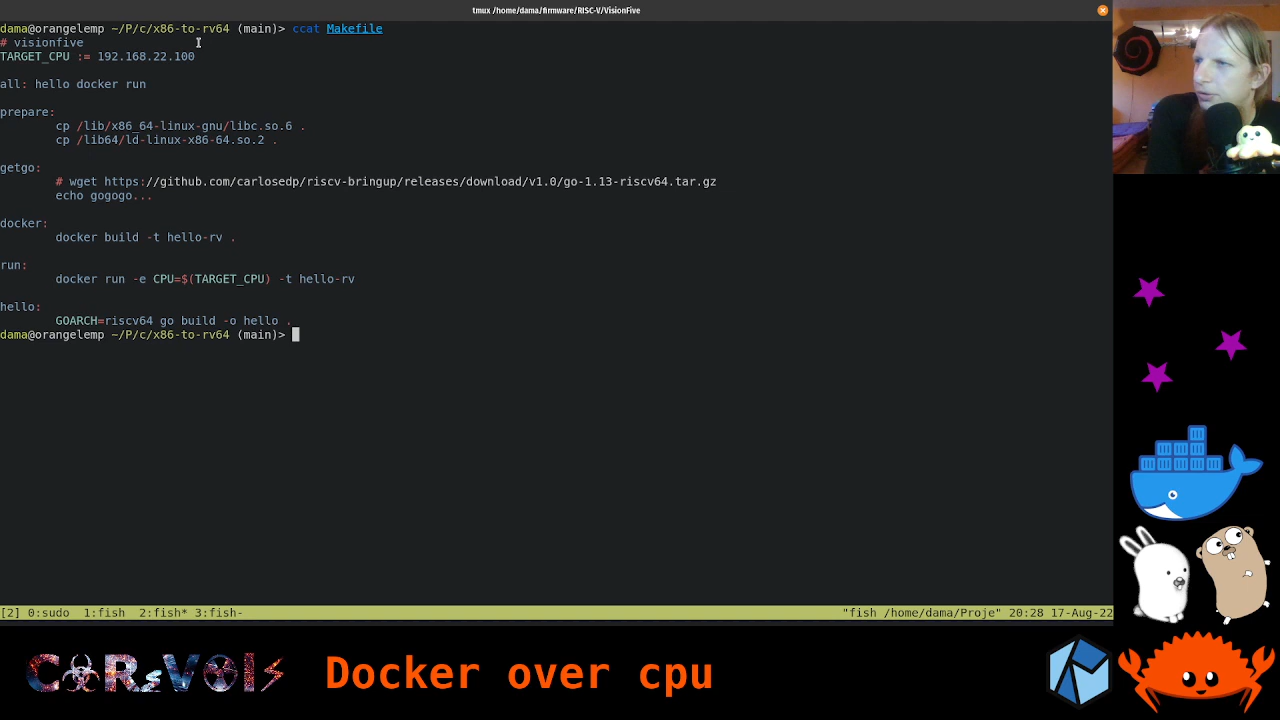 tmux /home/dama/firmware/RISC-V/VisionFive
dama@orangelemp ~/P/c/x86-to-rv64 (main)> ccat Makefile
# visionfive
TARGET_CPU := 192.168.22.100
all: hello docker run
prepare:
cp /lib/x86_64-linux-gnu/libc.so.6 .
cp /lib64/ld-linux-x86-64.so.2 .
getgo:
# wget https://github.com/carlosedp/riscv-bringup/releases/download/v1.0/go-1.13-riscv64.tar.gz
echo gogogo...
docker:
docker build -t hello-rv .
run:
docker run -e CPU=$(TARGET_CPU) -t hello-rv
hello:
GOARCH=riscv64 go build -o hello .
dama@orangelemp ~/P/c/x86-to-rv64 (main)>
[2] 0:sudo 1:fish 2:fish* 3:fish- "fish /home/dama/Proje" 20:28 17-Aug-22
Docker over cpu